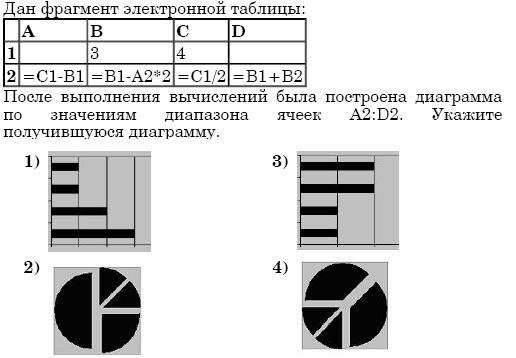 Дан фрагмент электронной таблицы:
A B C D
1 3 4
2 =C1-B1 =B1-A2*2 =C1/2 =B1+B2
После выполнения вычислений была построена диаграмма
по значениям диапазона ячеек A2:D2. Укажите
получившуюся диаграмму.
1) 3)
2) 4)